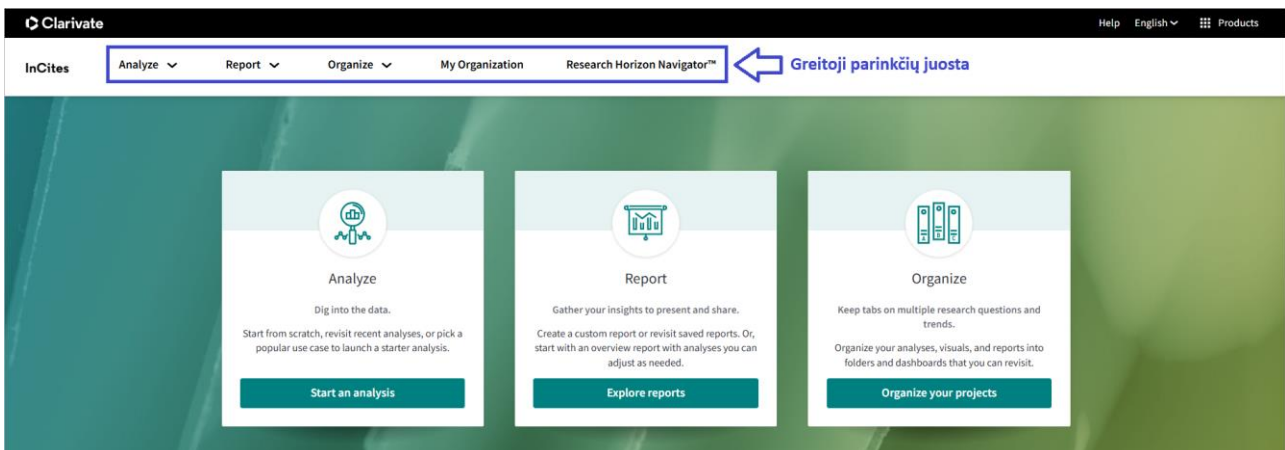 Clarivate
Help English Products
InCites Analyze Report Organize My Organization Research Horizon Navigator™ Greitoji parinkčių juosta
Analyze
Dig into the data.
Start from scratch, revisit recent analyses, or pick a
popular use case to launch a starter analysis.
Start an analysis
Report
Gather your insights to present and share.
Create a custom report or revisit saved reports. Or,
start with an overview report with analyses you can
adjust as needed.
Explore reports
Organize
Keep tabs on multiple research questions and
trends.
Organize your analyses, visuals, and reports into
folders and dashboards that you can revisit.
Organize your projects